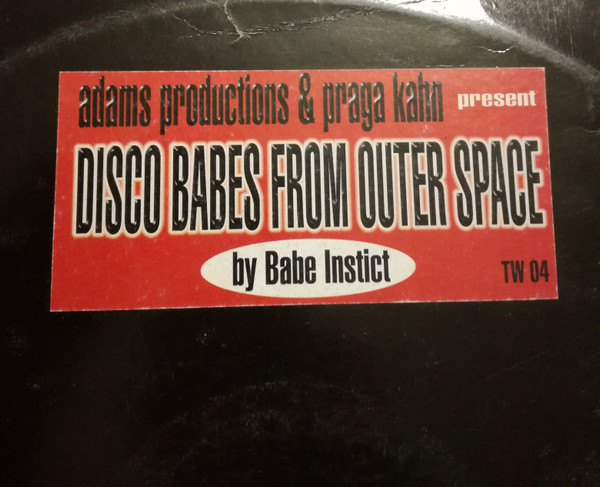 adams productions & praga kahn present
DISCO BABES FROM OUTER SPACE
by Babe Instict
TW 04